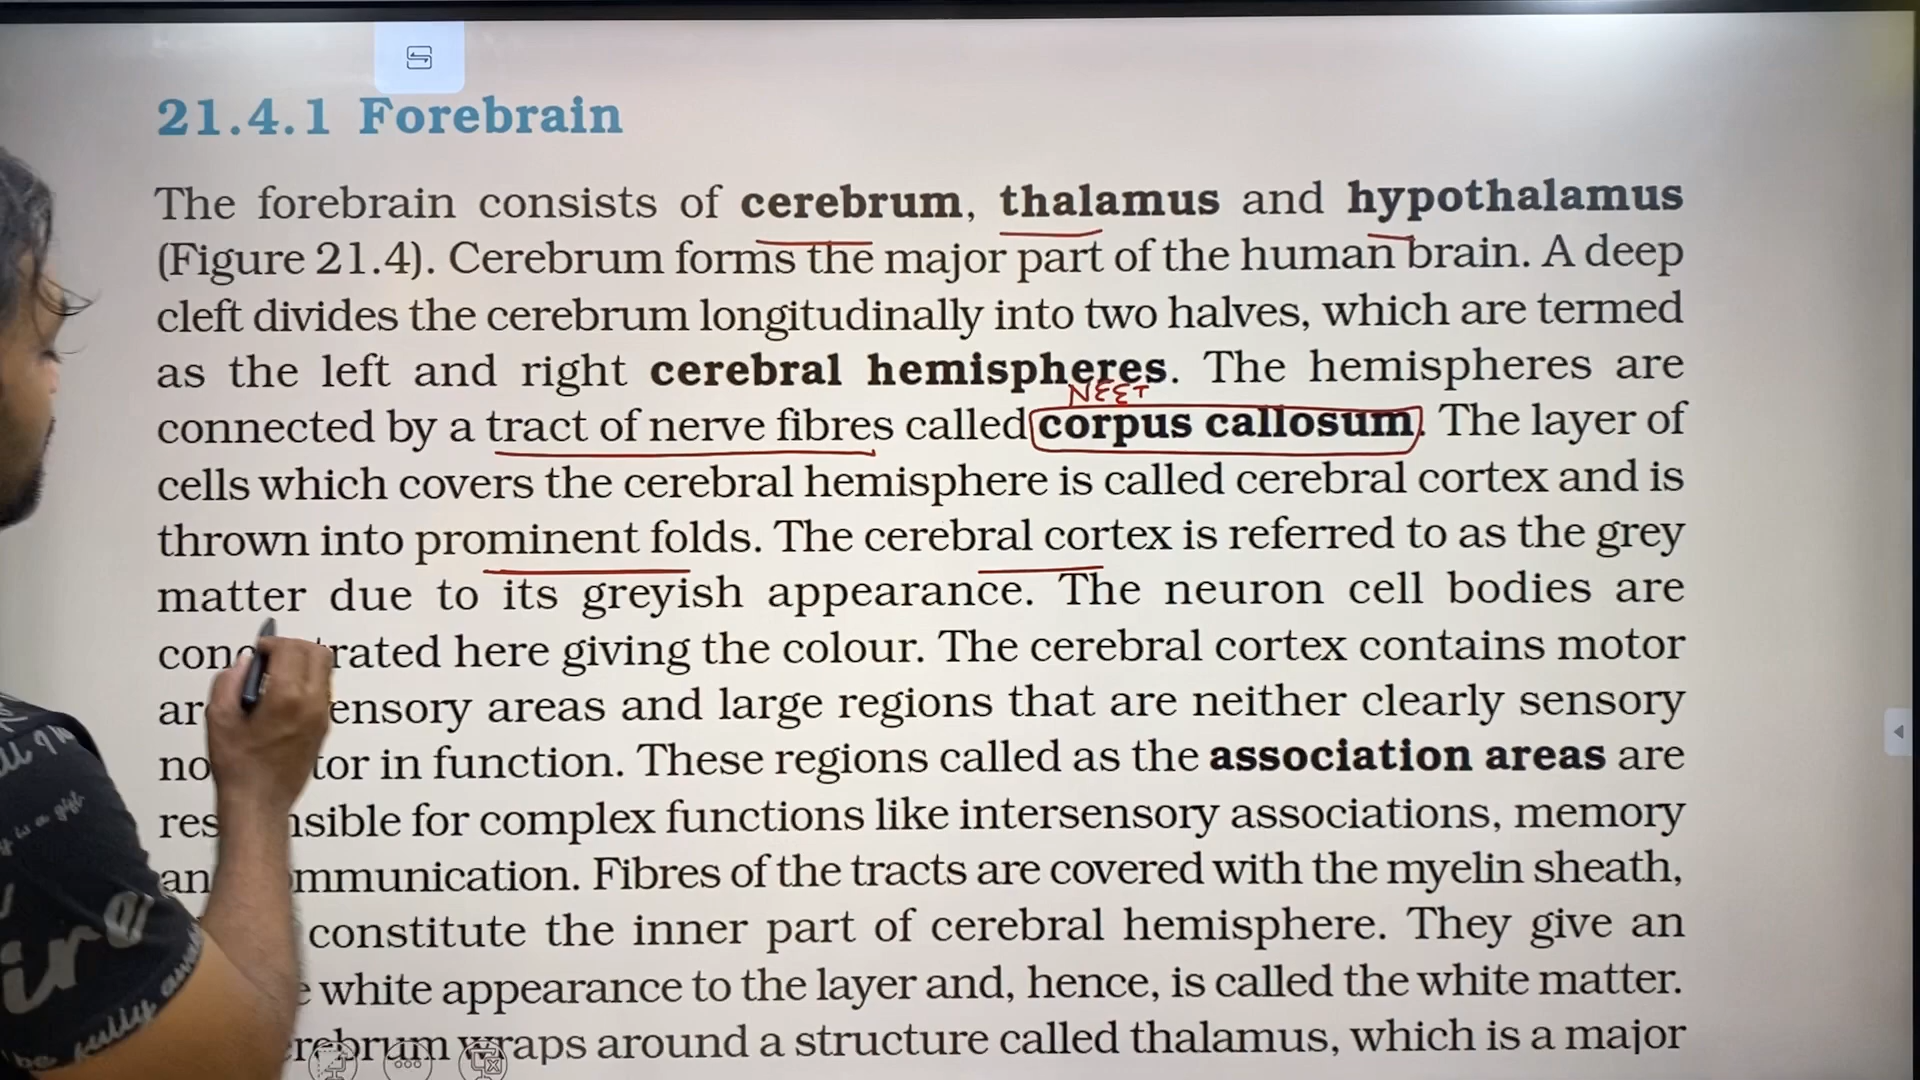 21.4.1 Forebrain
The forebrain consists of cerebrum, thalamus and hypothalamus
(Figure 21.4). Cerebrum forms the major part of the human brain. A deep
cleft divides the cerebrum longitudinally into two halves, which are termed
as the left and right cerebral hemispheres. The hemispheres are
NEET
connected by a tract of nerve fibres called corpus callosum. The layer of
cells which covers the cerebral hemisphere is called cerebral cortex and is
thrown into prominent folds. The cerebral cortex is referred to as the grey
matter due to its greyish appearance. The neuron cell bodies are
here giving the colour. The cerebral cortex contains motor
areas and large regions that are neither clearly sensory
in function. These regions called as the association areas are
for complex functions like intersensory associations, memory
Fibres of the tracts are covered with the myelin sheath,
constitute the inner part of cerebral hemisphere. They give an
white appearance to the layer and, hence, is called the white matter.
wraps around a structure called thalamus, which is a major